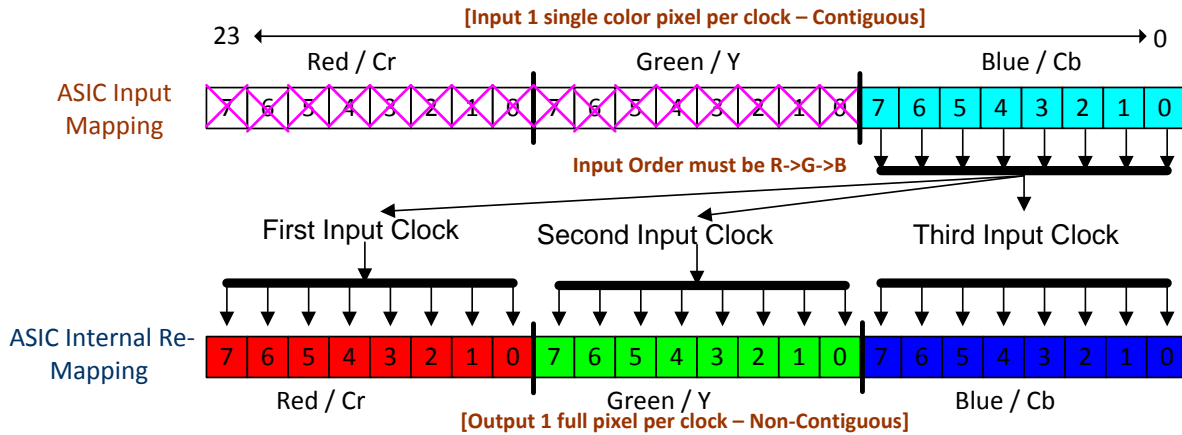 [Input 1 single color pixel per clock – Contiguous]
23 0
Red / Cr Green / Y Blue / Cb
ASIC Input Mapping
7 6 5 4 3 2 1 0 7 6 5 4 3 2 1 0 7 6 5 4 3 2 1 0
Input Order must be R->G->B
First Input Clock Second Input Clock Third Input Clock
ASIC Internal Re-
Mapping
7 6 5 4 3 2 1 0 7 6 5 4 3 2 1 0 7 6 5 4 3 2 1 0
Red / Cr Green / Y Blue / Cb
[Output 1 full pixel per clock – Non-Contiguous]